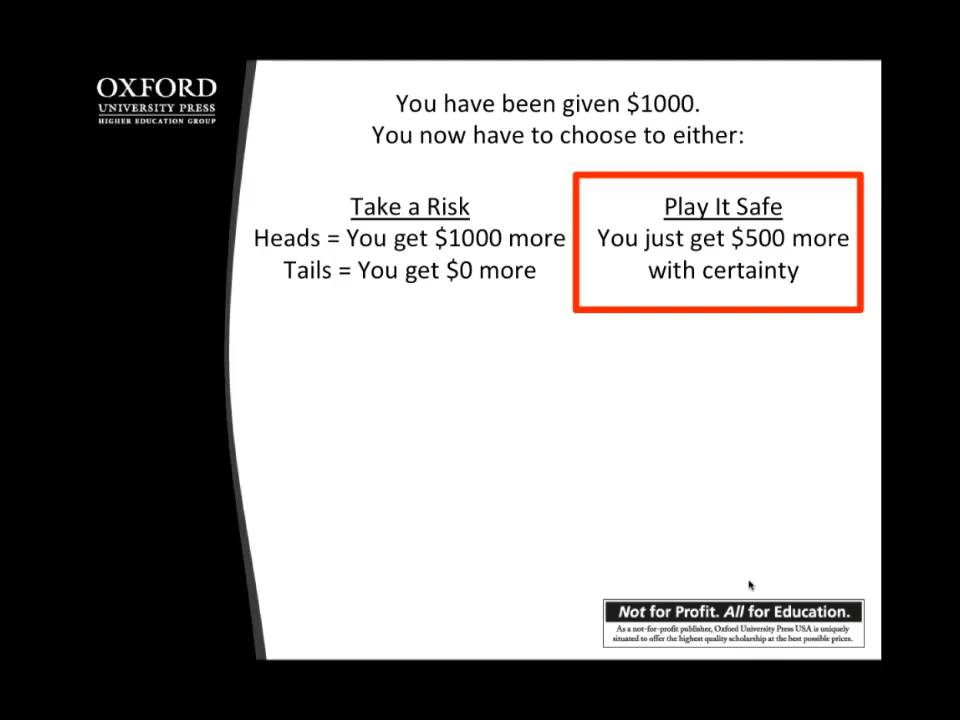 OXFORD
UNIVERSITY PRESS
HIGHER EDUCATION GROUP
You have been given $1000.
You now have to choose to either:
Take a Risk
Heads = You get $1000 more
Tails = You get $0 more
Play It Safe
You just get $500 more
with certainty
Not for Profit. All for Education.
As a not-for-profit publisher, Oxford University Press USA is uniquely
situated to offer the highest quality scholarship at the best possible prices.